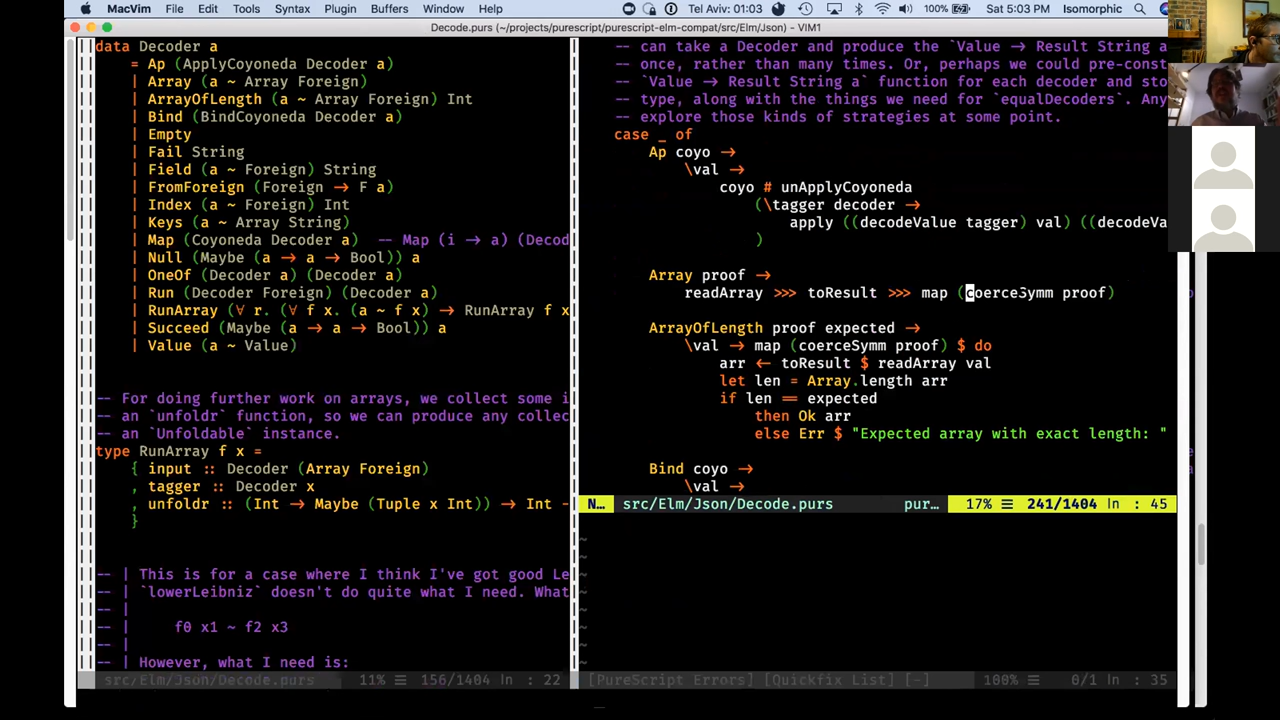 MacVim File Edit Tools Syntax Plugin Buffers Window Help Tel Aviv: 01:03 100% Sat 5:03 PM Isomorphic
Decode.purs (~/projects/purescript/purescript-elm-compat/src/Elm/Json) - VIM1
data Decoder a
= Ap (ApplyCoyoneda Decoder a)
| Array (a ~ Array Foreign)
| ArrayOfLength (a ~ Array Foreign) Int
| Bind (BindCoyoneda Decoder a)
| Empty
| Fail String
| Field (a ~ Foreign) String
| FromForeign (Foreign → F a)
| Index (a ~ Foreign) Int
| Keys (a ~ Array String)
| Map (Coyoneda Decoder a) -- Map (i → a) (Decod
| Null (Maybe (a → a → Bool)) a
| OneOf (Decoder a) (Decoder a)
| Run (Decoder Foreign) (Decoder a)
| RunArray (∀ r. (∀ f x. (a ~ f x) → RunArray f x
| Succeed (Maybe (a → a → Bool)) a
| Value (a ~ Value)
-- For doing further work on arrays, we collect some i
-- an `unfoldr` function, so we can produce any collec
-- an `Unfoldable` instance.
type RunArray f x =
{ input :: Decoder (Array Foreign)
, tagger :: Decoder x
, unfoldr :: (Int → Maybe (Tuple x Int)) → Int -
}
-- | This is for a case where I think I've got good Le
-- | `lowerLeibniz` doesn't do quite what I need. What
-- |
-- | f0 x1 ~ f2 x3
-- |
-- | However, what I need is:
src/Elm/Json/Decode.purs 11% ☰ 156/1404 ln : 22
-- can take a Decoder and produce the `Value → Result String a
-- once, rather than many times. Or, perhaps we could pre-const
-- `Value → Result String a` function for each decoder and sto
-- type, along with the things we need for `equalDecoders`. Any
-- explore those kinds of strategies at some point.
case _ of
Ap coyo →
\val →
coyo # unApplyCoyoneda
(\tagger decoder →
apply ((decodeValue tagger) val) ((decodeVa
)
Array proof →
readArray >>> toResult >>> map (coerceSymm proof)
ArrayOfLength proof expected →
\val → map (coerceSymm proof) $ do
arr ← toResult $ readArray val
let len = Array.length arr
if len == expected
then Ok arr
else Err $ "Expected array with exact length: "
Bind coyo →
\val →
N… src/Elm/Json/Decode.purs pur… 17% ☰ 241/1404 ln : 45
~
~
~
~
~
~
~
~
~
[PureScript Errors] [Quickfix List] [-] 100% ☰ 0/1 ln : 35